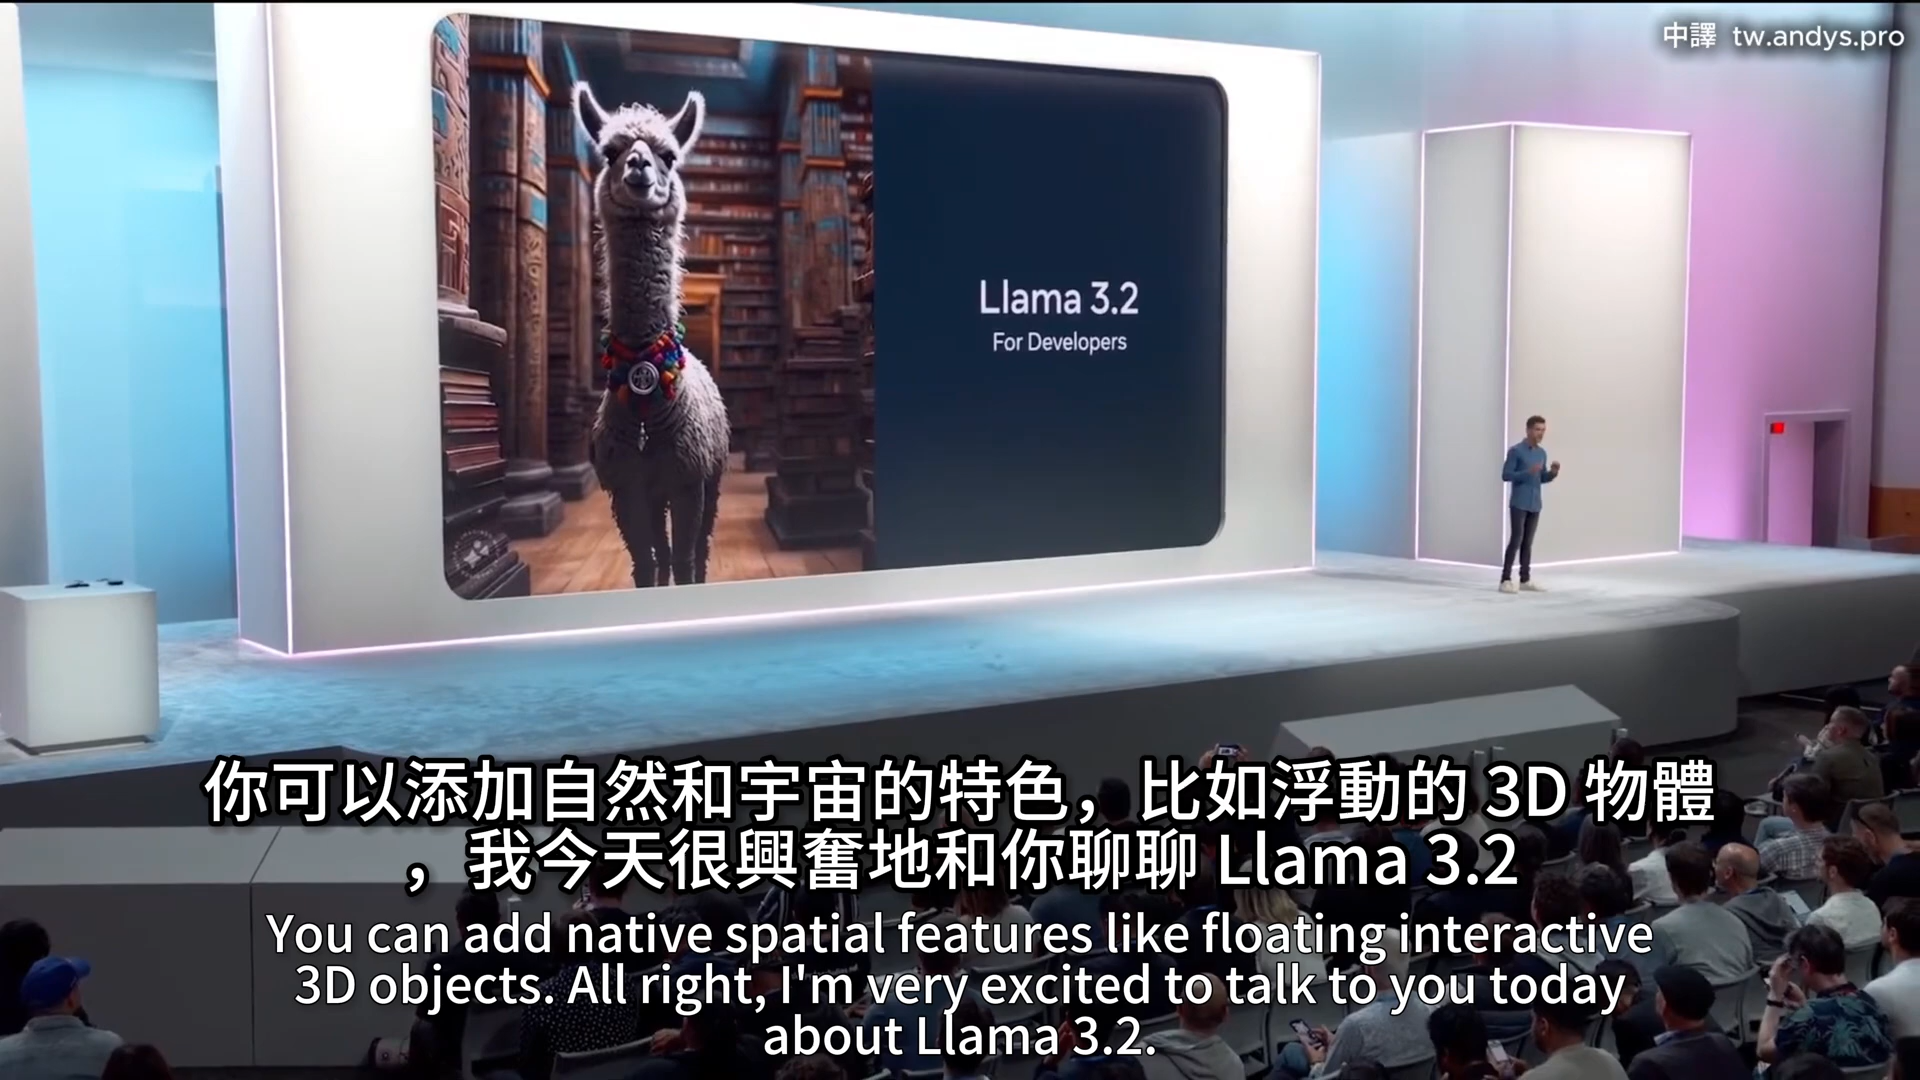 中譯 tw.andys.pro
Llama 3.2
For Developers
你可以添加自然和宇宙的特色，比如浮動的 3D 物體
，我今天很興奮地和你聊聊 Llama 3.2
You can add native spatial features like floating interactive
3D objects. All right, I'm very excited to talk to you today
about Llama 3.2.